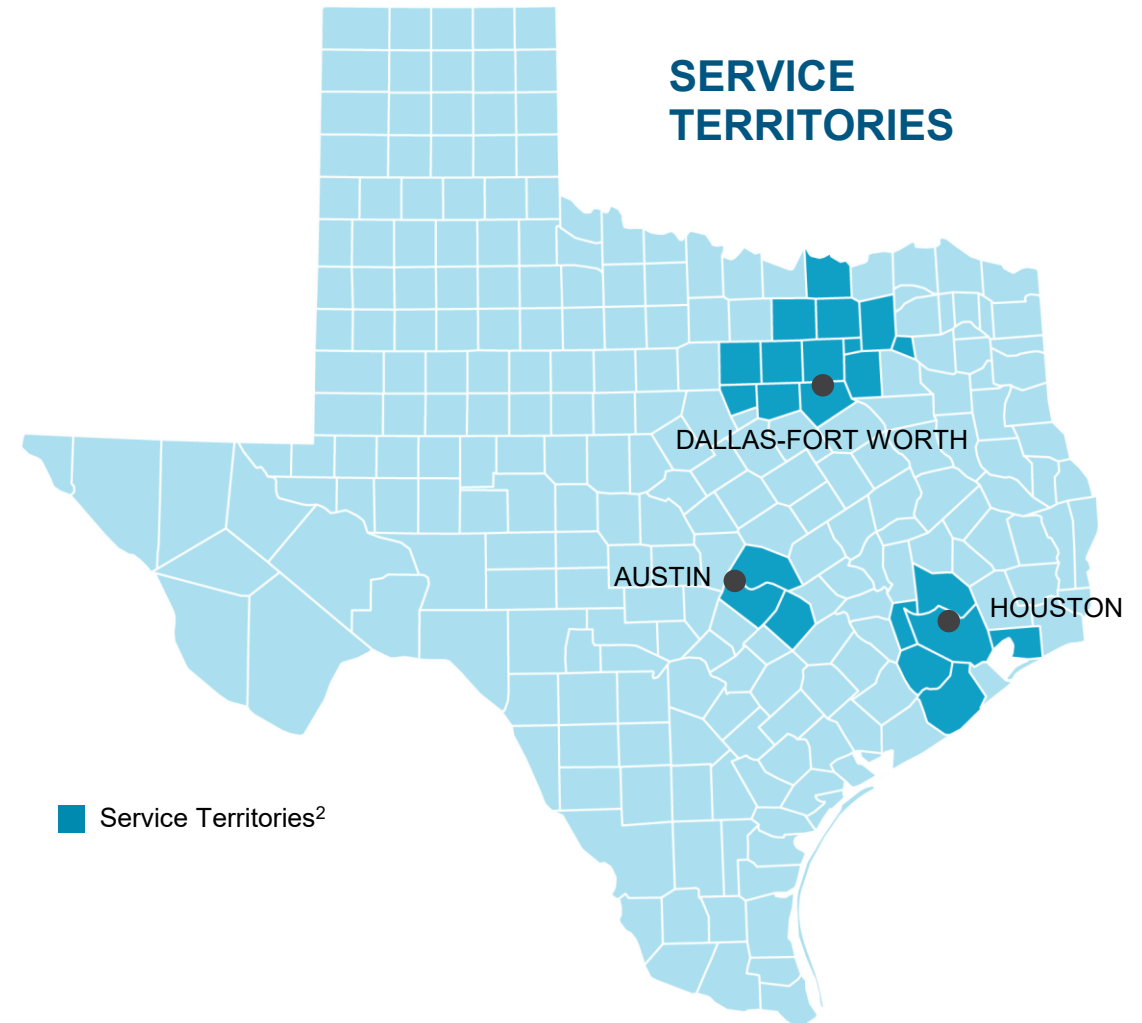 SERVICE
TERRITORIES
DALLAS-FORT WORTH
AUSTIN
HOUSTON
Service Territories²